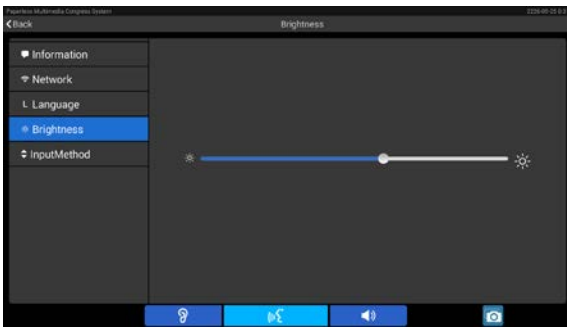 Paperless Multimedia Congress System
Back
Brightness
Information
Network
L Language
Brightness
InputMethod